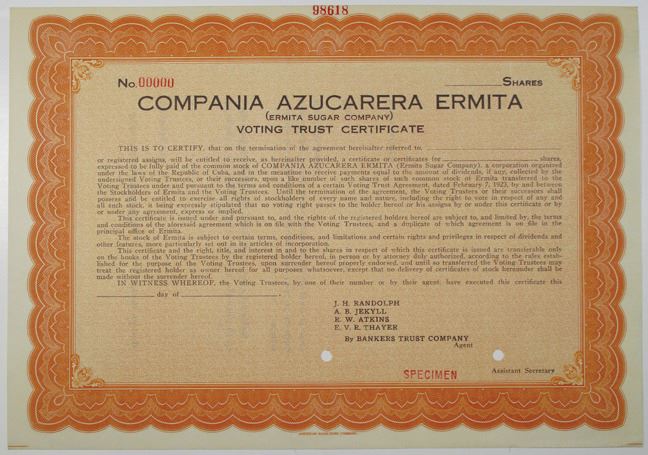 98618
No. 00000 Shares
COMPANIA AZUCARERA ERMITA
(ERMITA SUGAR COMPANY)
VOTING TRUST CERTIFICATE
THIS IS TO CERTIFY, that on the termination of the agreement hereinafter referred to,
or registered assigns, will be entitled to receive, as hereinafter provided, a certificate or certificates for shares,
expressed to be fully paid of the common stock of COMPANIA AZUCARERA ERMITA (Ermita Sugar Company), a corporation organized
under the laws of the Republic of Cuba, and in the meantime to receive payments equal to the amount of dividends, if any, collected by the
undersigned Voting Trustees, or their successors, upon a like number of such shares of such common stock of Ermita transferred to the
Voting Trustees under and pursuant to the terms and conditions of a certain Voting Trust Agreement, dated February 7, 1923, by and between
the Stockholders of Ermita and the Voting Trustees. Until the termination of the agreement, the Voting Trustees or their successors shall
possess and be entitled to exercise all rights of stockholders of every name and nature, including the right to vote in respect of any and
all such stock, it being expressly stipulated that no voting right passes to the holder hereof or his assigns by or under this certificate or by
or under any agreement, express or implied.
This certificate is issued under and pursuant to, and the rights of the registered holders hereof are subject to, and limited by, the terms
and conditions of the aforesaid agreement which is on file with the Voting Trustees, and a duplicate of which agreement is on file in the
principal office of Ermita.
The stock of Ermita is subject to certain terms, conditions, and limitations and certain rights and privileges in respect of dividends and
other features, more particularly set out in its articles of incorporation.
This certificate and the right, title, and interest in and to the shares in respect of which this certificate is issued are transferable only
on the books of the Voting Trustees by the registered holder hereof, in person or by attorney duly authorized, according to the rules estab-
lished for the purpose of the Voting Trustees, upon surrender hereof properly endorsed, and until so transferred the Voting Trustees may
treat the registered holder as owner hereof for all purposes whatsoever, except that no delivery of certificates of stock hereunder shall be
made without the surrender hereof.
IN WITNESS WHEREOF, the Voting Trustees, by one of their number or by their agent, have executed this certificate this
day of
J. H. RANDOLPH
A. B. JEKYLL
R. W. ATKINS
E. V. R. THAYER
By BANKERS TRUST COMPANY
Agent
SPECIMEN Assistant Secretary
AMERICAN BANK NOTE COMPANY.